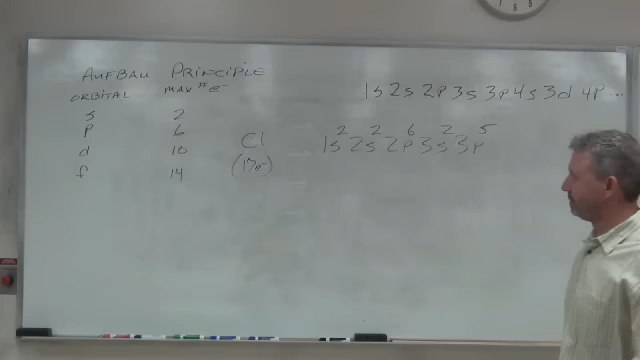 AUFBAU PRINCIPLE
ORBITAL MAX # e⁻
s 2
p 6
d 10
f 14
1s 2s 2p 3s 3p 4s 3d 4p ...
Cl 1s² 2s² 2p⁶ 3s² 3p⁵
(17e⁻)